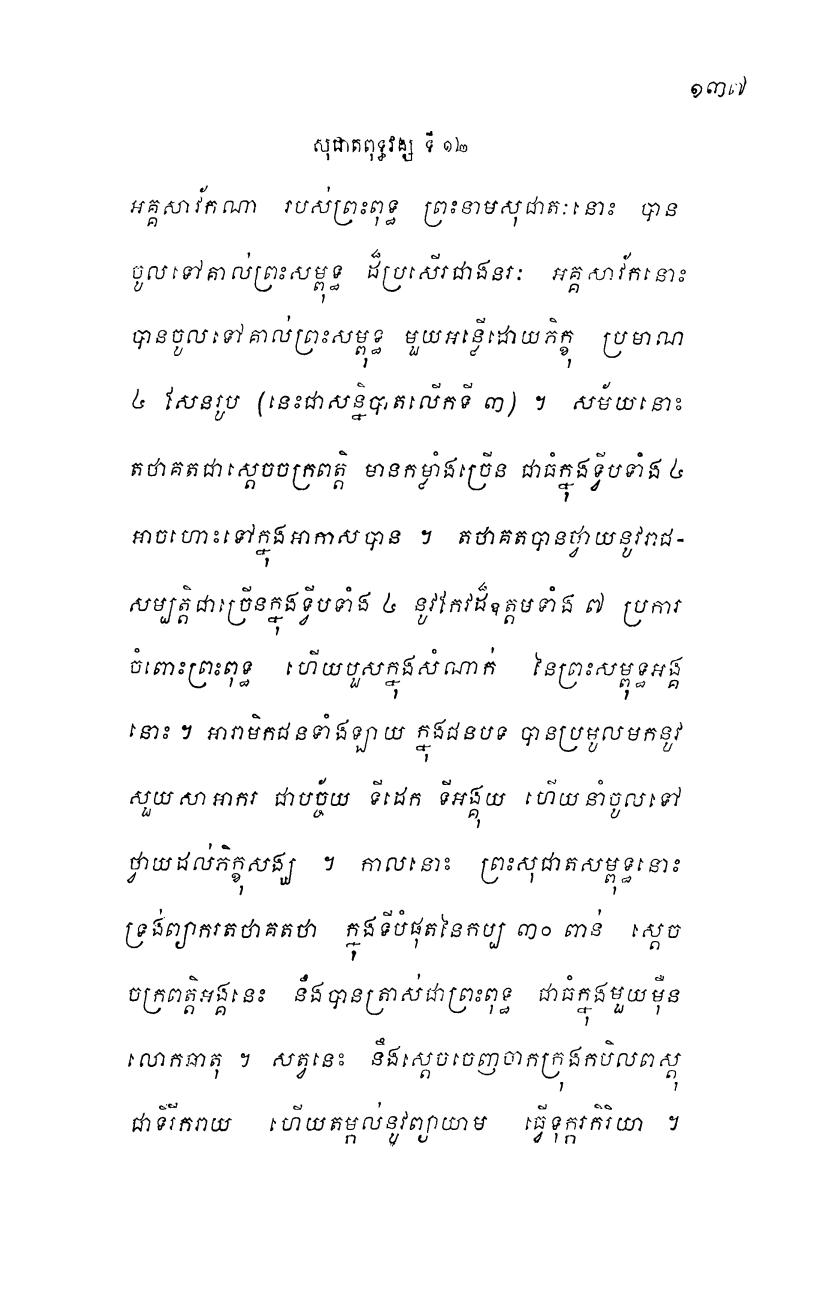 ១៣៧
សុជាតពុទ្ធវង្ស ទី ១២
អគ្គសាវ័កណា របស់ព្រះពុទ្ធ ព្រះនាមសុជាតៈនោះ បាន
ចូលទៅគាល់ព្រះសម្ពុទ្ធ ដ៏ប្រសើរជាងនរៈ អគ្គសាវ័កនោះ
បានចូលទៅគាល់ព្រះសម្ពុទ្ធ មួយអន្លើដោយភិក្ខុ ប្រមាណ
៤ សែនរូប (នេះជាសន្និបាតលើកទី ៣) ។ សម័យនោះ
តថាគតជាស្តេចចក្រពត្តិ មានកម្លាំងច្រើន ជាធំក្នុងទ្វីបទាំង ៤
អាចហោះទៅក្នុងអាកាសបាន ។ តថាគតបានថ្វាយនូវរាជ-
សម្បត្តិជាច្រើនក្នុងទ្វីបទាំង ៤ នូវកែវដ៏ឧត្តមទាំង ៧ ប្រការ
ចំពោះព្រះពុទ្ធ ហើយបួសក្នុងសំណាក់ នៃព្រះសម្ពុទ្ធអង្គ
នោះ ។ អារាមិកជនទាំងឡាយ ក្នុងជនបទ បានប្រមូលមកនូវ
សួយសាអាករ ជាបច្ច័យ ទីដេក ទីអង្គុយ ហើយនាំចូលទៅ
ថ្វាយដល់ភិក្ខុសង្ឃ ។ កាលនោះ ព្រះសុជាតសម្ពុទ្ធនោះ
ទ្រង់ព្យាករតថាគតថា ក្នុងទីបំផុតនៃកប្ប ៣០ ពាន់ ស្តេច
ចក្រពត្តិអង្គនេះ នឹងបានត្រាស់ជាព្រះពុទ្ធ ជាធំក្នុងមួយម៉ឺន
លោកធាតុ ។ សត្វនេះ នឹងស្តេចចេញចាកក្រុងកបិលពស្តុ
ជាទីរីករាយ ហើយតម្កល់នូវព្យាយាម ធ្វើទុក្ករកិរិយា ។